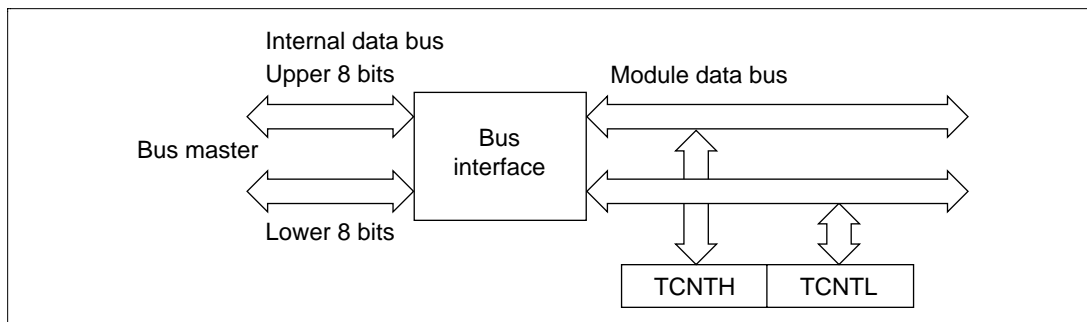 Internal data bus
Upper 8 bits
Module data bus
Bus master
Bus
interface
Lower 8 bits
TCNTH
TCNTL